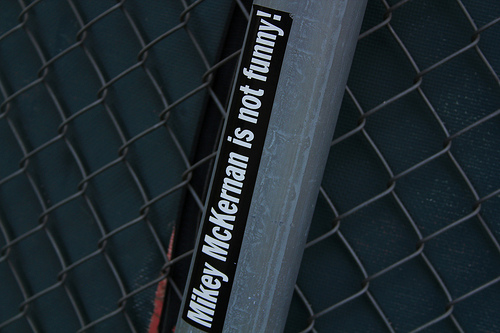 Mikey McKernan is not funny!